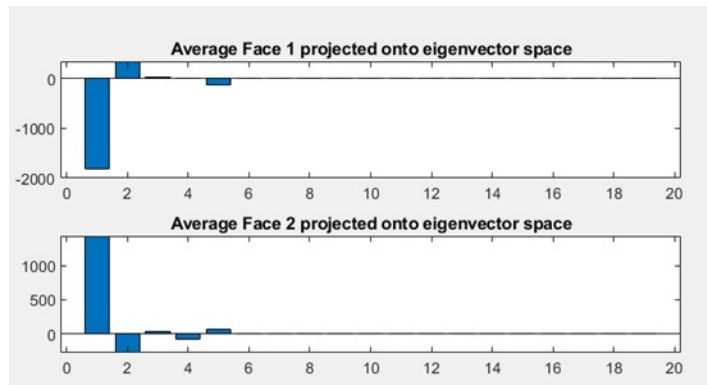 Average Face 1 projected onto eigenvector space
0
-1000
-2000
0 2 4 6 8 10 12 14 16 18 20
Average Face 2 projected onto eigenvector space
1000
500
0
0 2 4 6 8 10 12 14 16 18 20